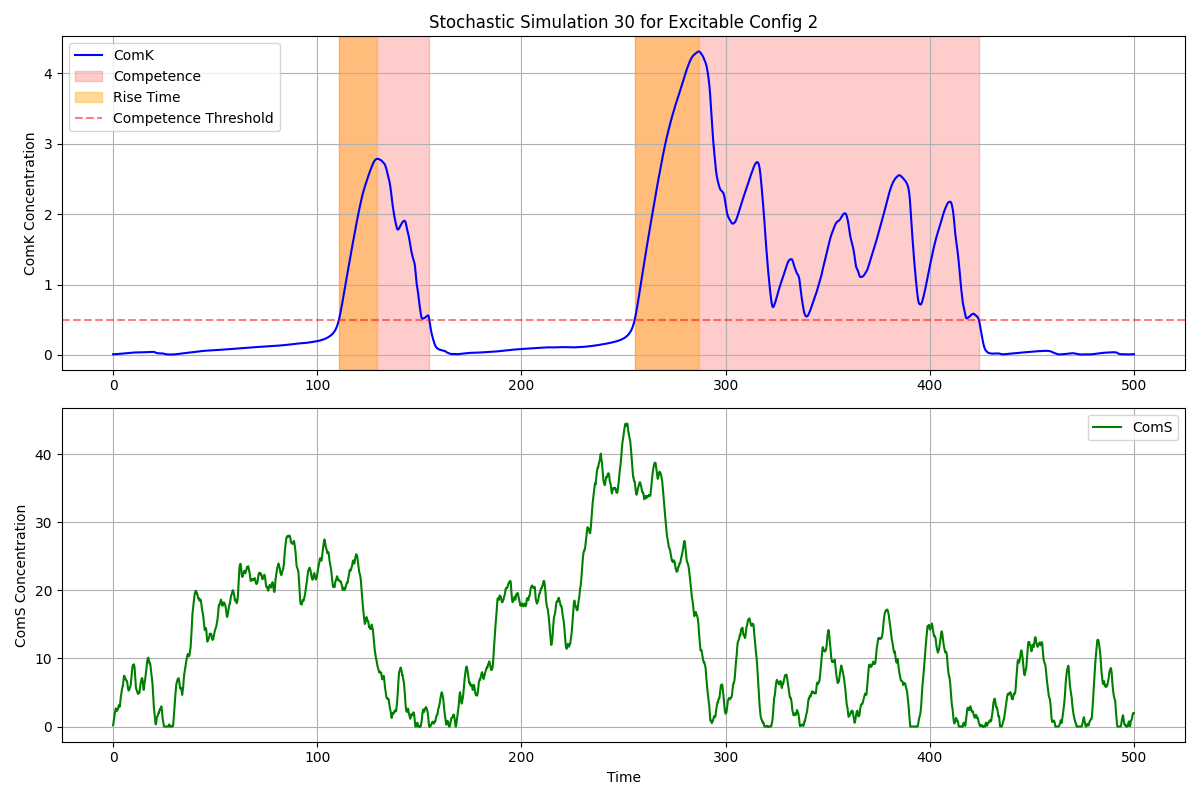 Stochastic Simulation 30 for Excitable Config 2
ComK
Competence
Rise Time
Competence Threshold
ComK Concentration
4
3
2
1
0
0 100 200 300 400 500
ComS
ComS Concentration
40
30
20
10
0
0 100 200 300 400 500
Time